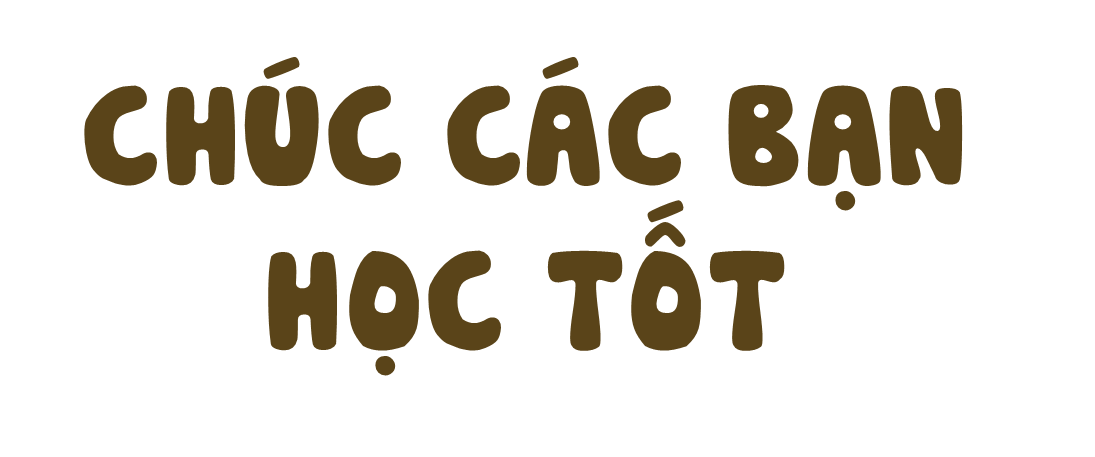 CHÚC CÁC BẠN
HỌC TỐT